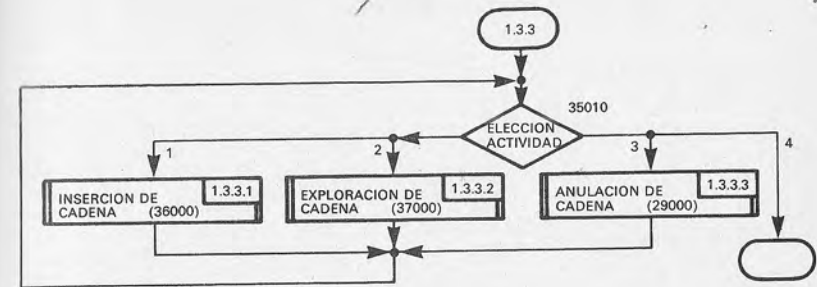 1.3.3
35010
ELECCION
ACTIVIDAD
1
2
3
4
INSERCION DE
CADENA (36000)
1.3.3.1
EXPLORACION DE
CADENA (37000)
1.3.3.2
ANULACION DE
CADENA (29000)
1.3.3.3